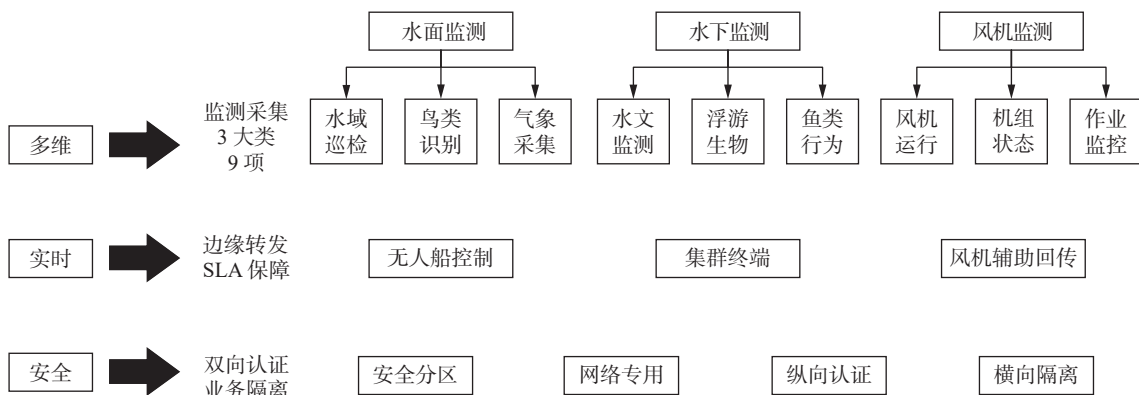 水面监测
水下监测
风机监测
多维
监测采集
3 大类
9 项
水域
巡检
鸟类
识别
气象
采集
水文
监测
浮游
生物
鱼类
行为
风机
运行
机组
状态
作业
监控
实时
边缘转发
SLA 保障
无人船控制
集群终端
风机辅助回传
安全
双向认证
业务隔离
安全分区
网络专用
纵向认证
横向隔离